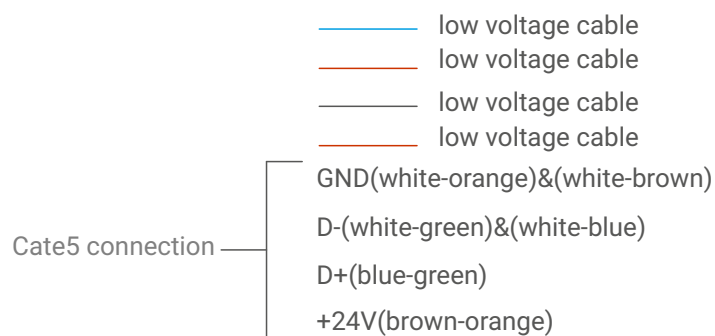 low voltage cable
low voltage cable
low voltage cable
low voltage cable
GND(white-orange)&(white-brown)
D-(white-green)&(white-blue)
Cate5 connection
D+(blue-green)
+24V(brown-orange)